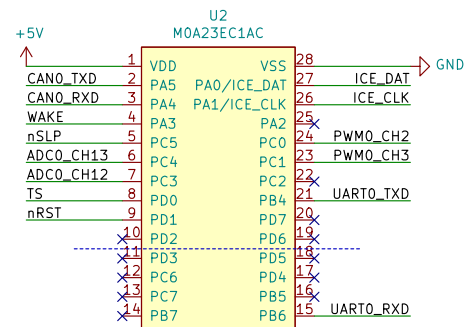 U2
M0A23EC1AC
+5V
1 VDD VSS 28 GND
CAN0_TXD 2 PA5 PA0/ICE_DAT 27 ICE_DAT
CAN0_RXD 3 PA4 PA1/ICE_CLK 26 ICE_CLK
WAKE 4 PA3 PA2 25
nSLP 5 PC5 PC0 24 PWM0_CH2
ADC0_CH13 6 PC4 PC1 23 PWM0_CH3
ADC0_CH12 7 PC3 PC2 22
TS 8 PD0 PB4 21 UART0_TXD
nRST 9 PD1 PD7 20
10 PD2 PD6 19
11 PD3 PD5 18
12 PC6 PD4 17
13 PC7 PB5 16
14 PB7 PB6 15 UART0_RXD